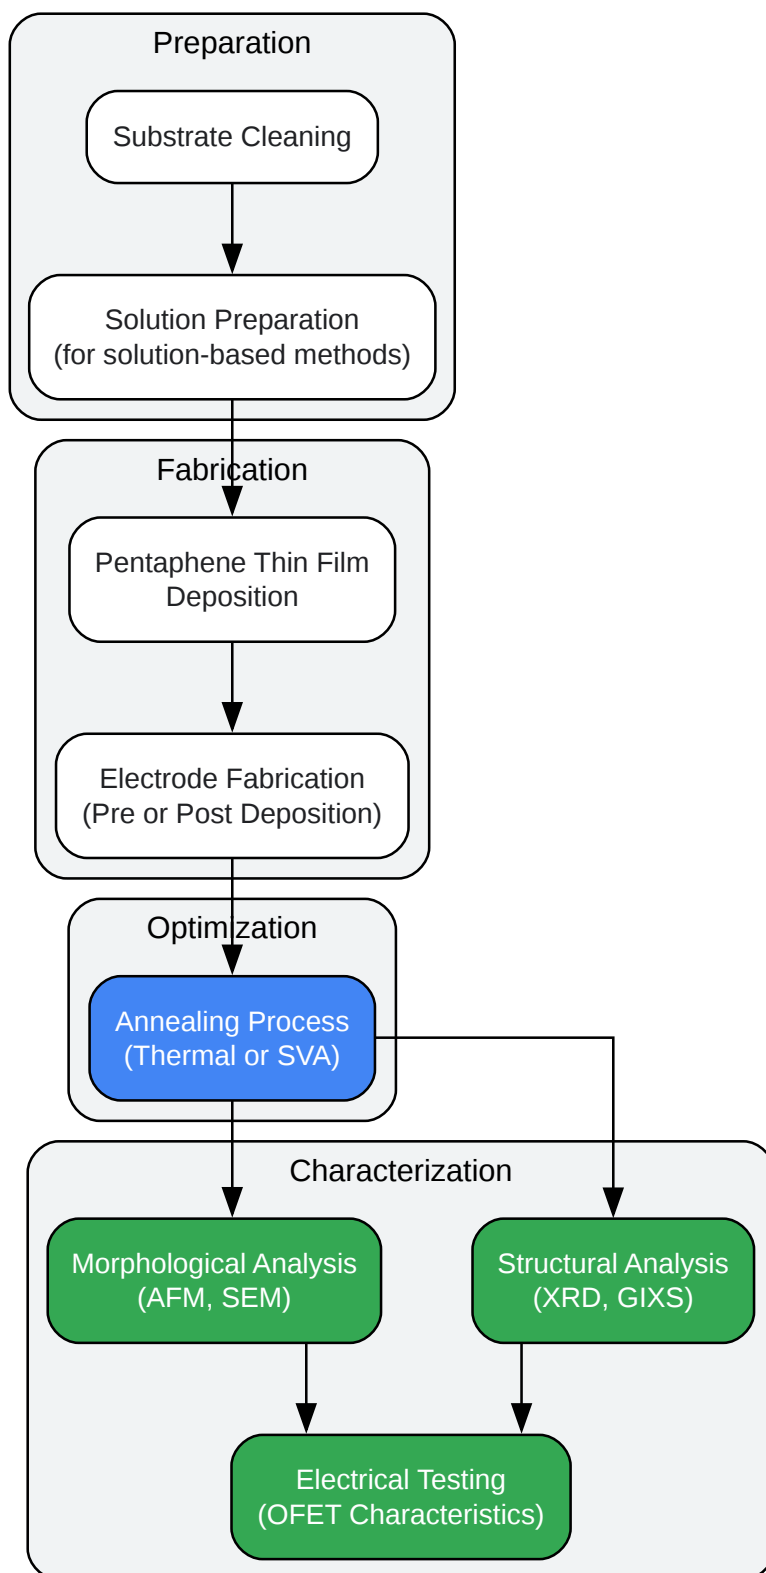 Preparation
Substrate Cleaning
Solution Preparation
(for solution-based methods)
Fabrication
Pentaphene Thin Film
Deposition
Electrode Fabrication
(Pre or Post Deposition)
Optimization
Annealing Process
(Thermal or SVA)
Characterization
Morphological Analysis
(AFM, SEM)
Structural Analysis
(XRD, GIXS)
Electrical Testing
(OFET Characteristics)